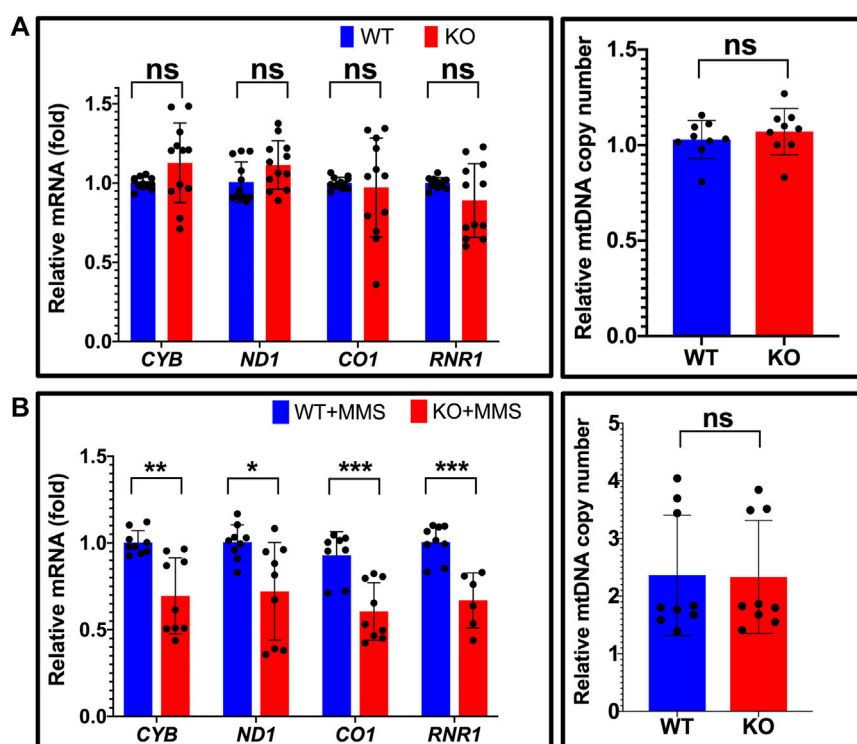 A
WT KO
ns ns ns ns
Relative mRNA (fold)
1.5
1.0
0.5
0.0
CYB ND1 CO1 RNR1
ns
Relative mtDNA copy number
1.5
1.0
0.5
0.0
WT KO
B
WT+MMS KO+MMS
** * *** ***
Relative mRNA (fold)
1.5
1.0
0.5
0.0
CYB ND1 CO1 RNR1
ns
Relative mtDNA copy number
5
4
3
2
1
0
WT KO